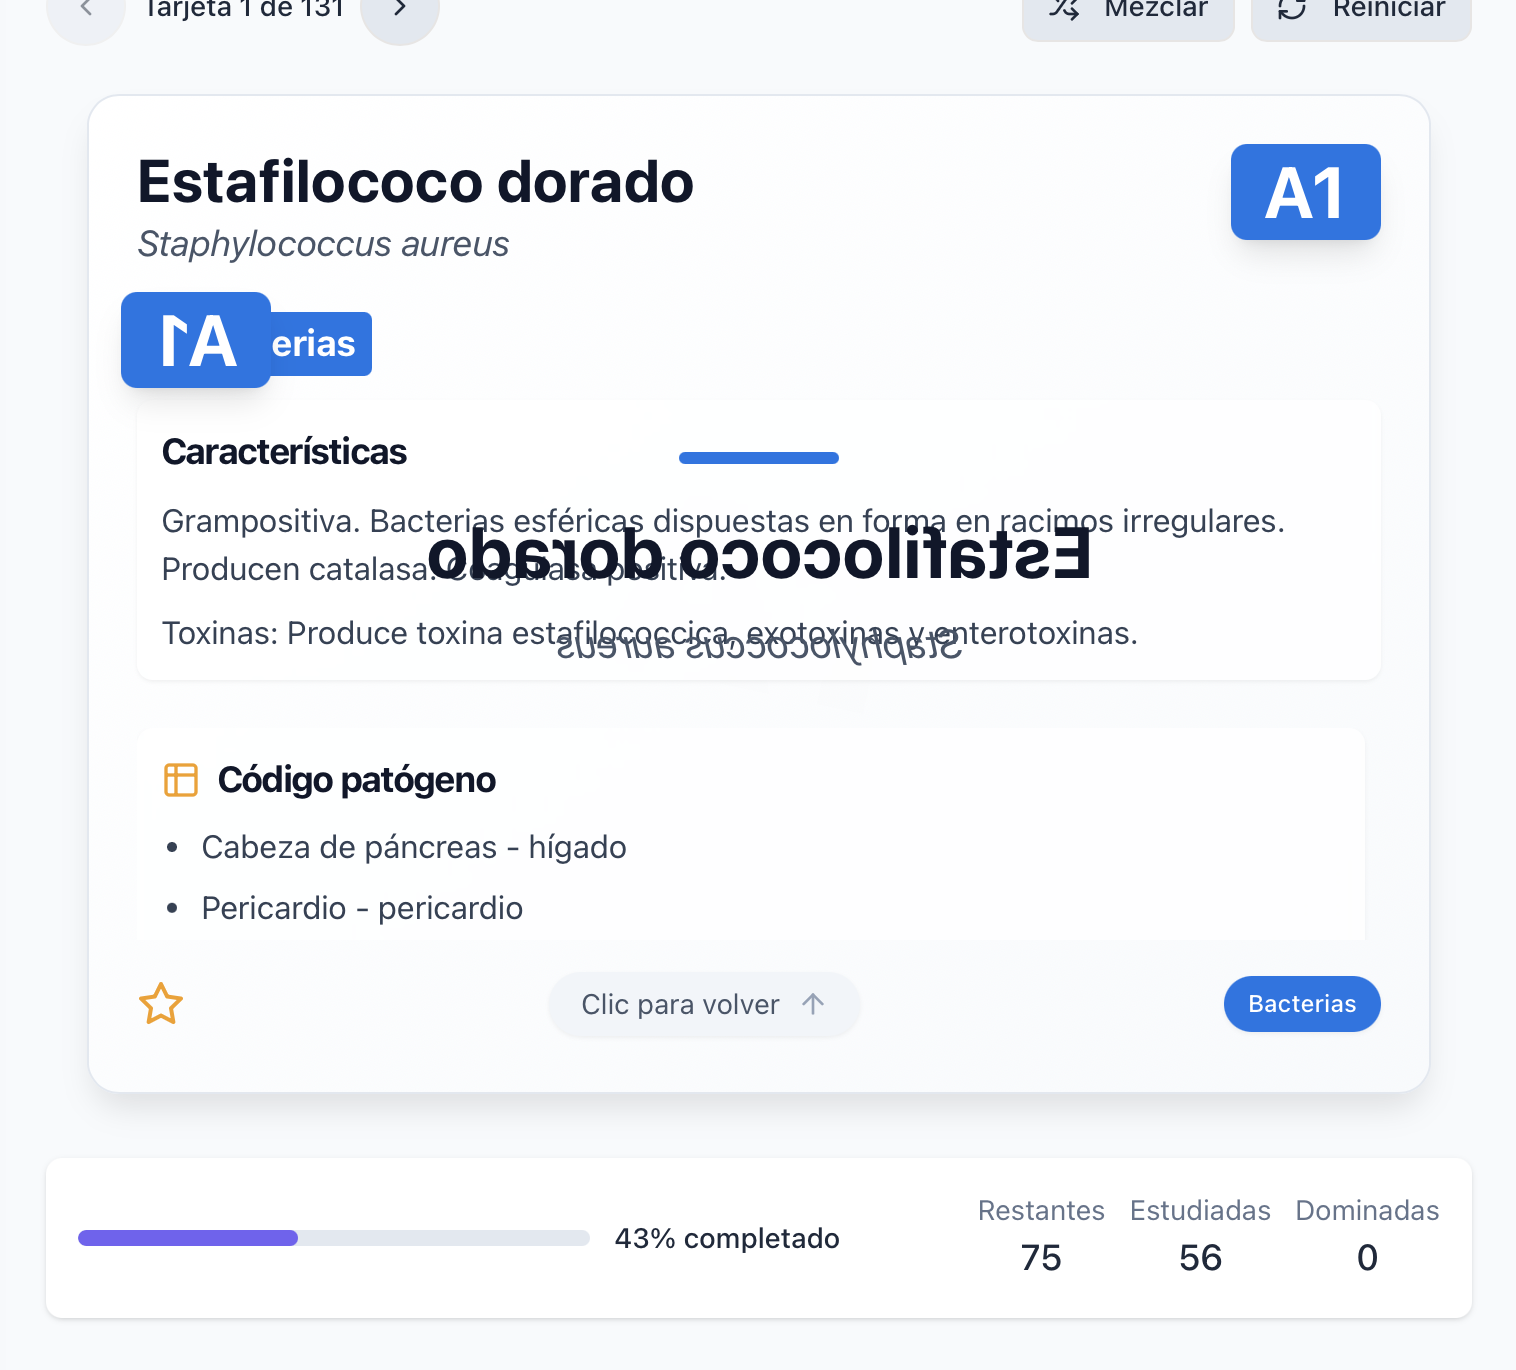 Tarjeta 1 de 131
Mezclar
Reiniciar
Estafilococo dorado
A1
Staphylococcus aureus
A1
erias
Características
Grampositiva. Bacterias esféricas dispuestas en forma en racimos irregulares.
Estafilococo dorado
Producen catalasa. Coagulasa positiva.
Toxinas: Produce toxina estafilococcica, exotoxinas y enterotoxinas.
Staphylococcus aureus
Código patógeno
• Cabeza de páncreas - hígado
• Pericardio - pericardio
Clic para volver
Bacterias
43% completado
Restantes Estudiadas Dominadas
75 56 0